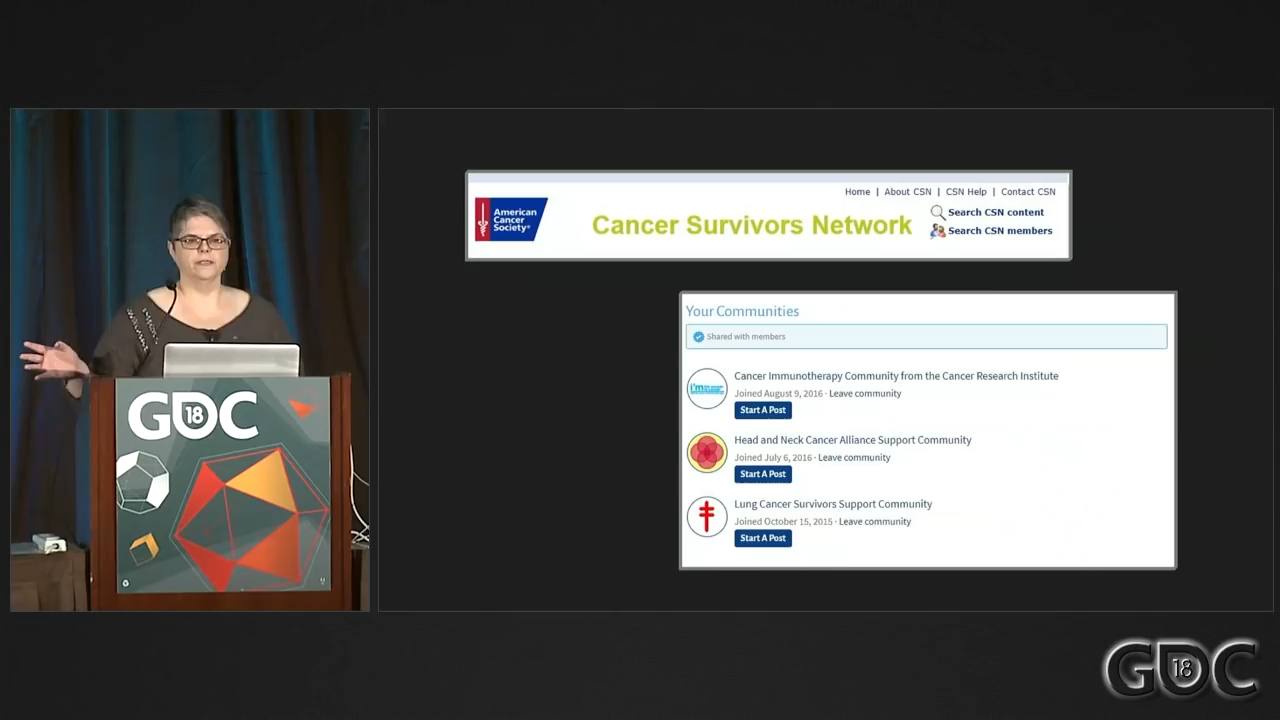 GDC
18
Home | About CSN | CSN Help | Contact CSN
American
Cancer
Society®
Cancer Survivors Network
Search CSN content
Search CSN members
Your Communities
Shared with members
I'm
Cancer Immunotherapy Community from the Cancer Research Institute
Joined August 9, 2016 · Leave community
Start A Post
Head and Neck Cancer Alliance Support Community
Joined July 6, 2016 · Leave community
Start A Post
Lung Cancer Survivors Support Community
Joined October 15, 2015 · Leave community
Start A Post
GDC
18